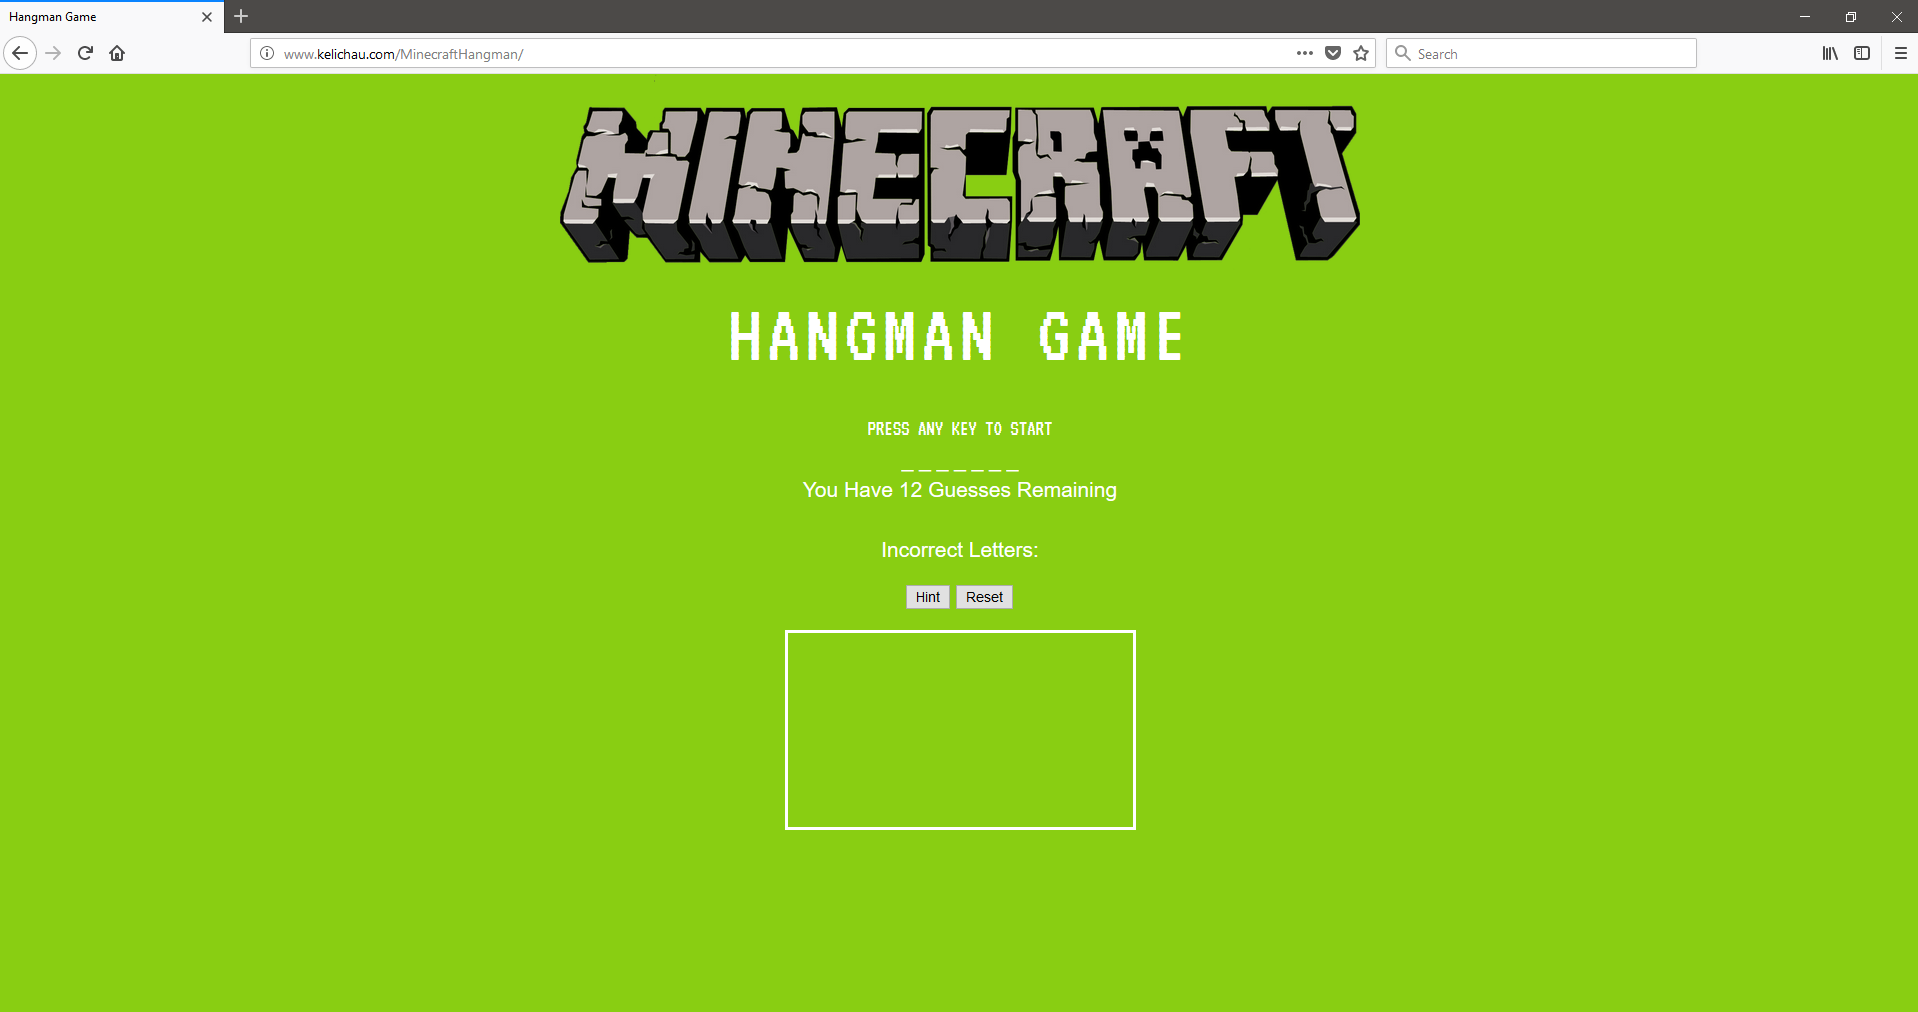 Hangman Game
www.kelichau.com/MinecraftHangman/
Search
MINECRAFT
HANGMAN GAME
PRESS ANY KEY TO START
_ _ _ _ _ _ _
You Have 12 Guesses Remaining
Incorrect Letters:
Hint Reset